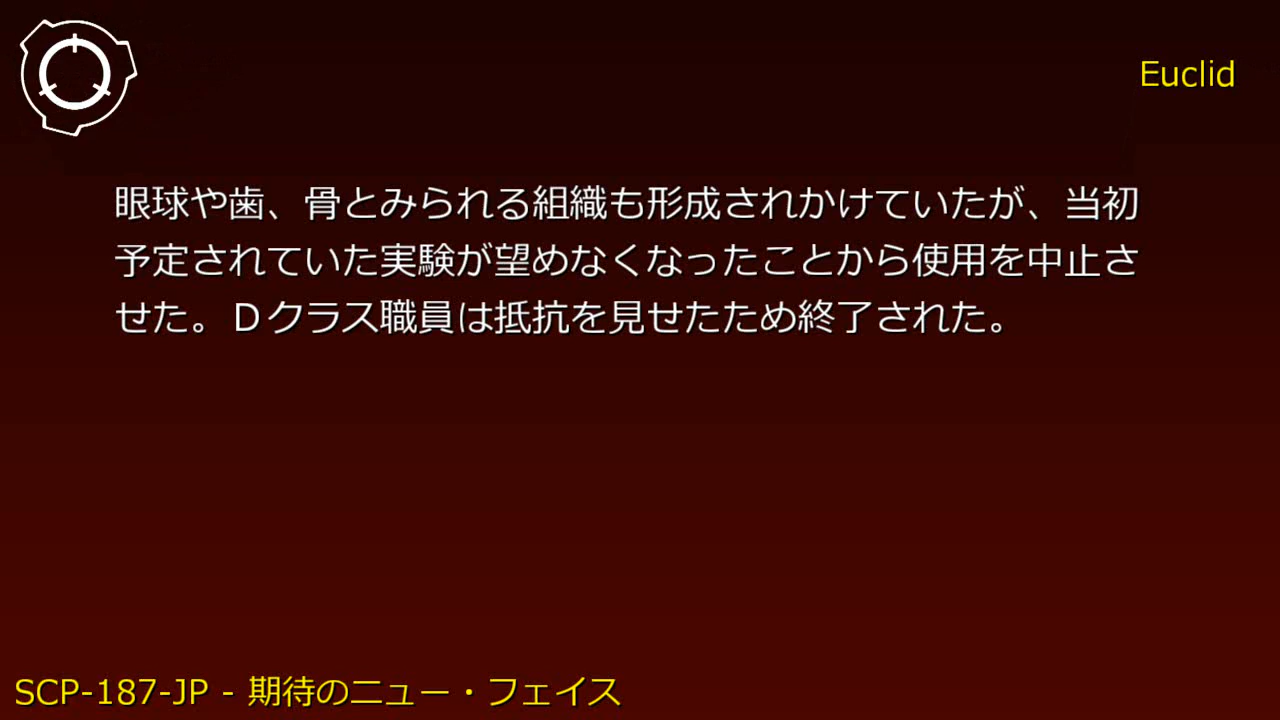 Euclid
眼球や歯、骨とみられる組織も形成されかけていたが、当初
予定されていた実験が望めなくなったことから使用を中止さ
せた。Ｄクラス職員は抵抗を見せたため終了された。
SCP-187-JP - 期待のニュー・フェイス